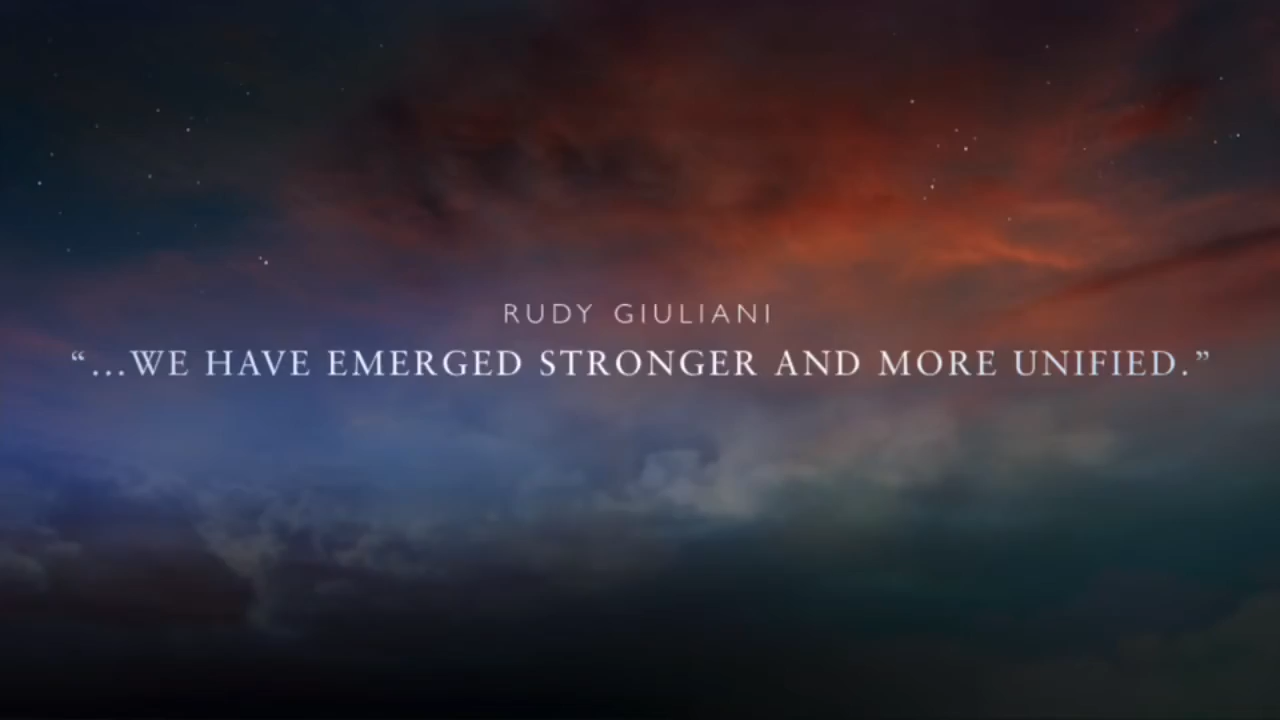 RUDY GIULIANI
“...WE HAVE EMERGED STRONGER AND MORE UNIFIED.”